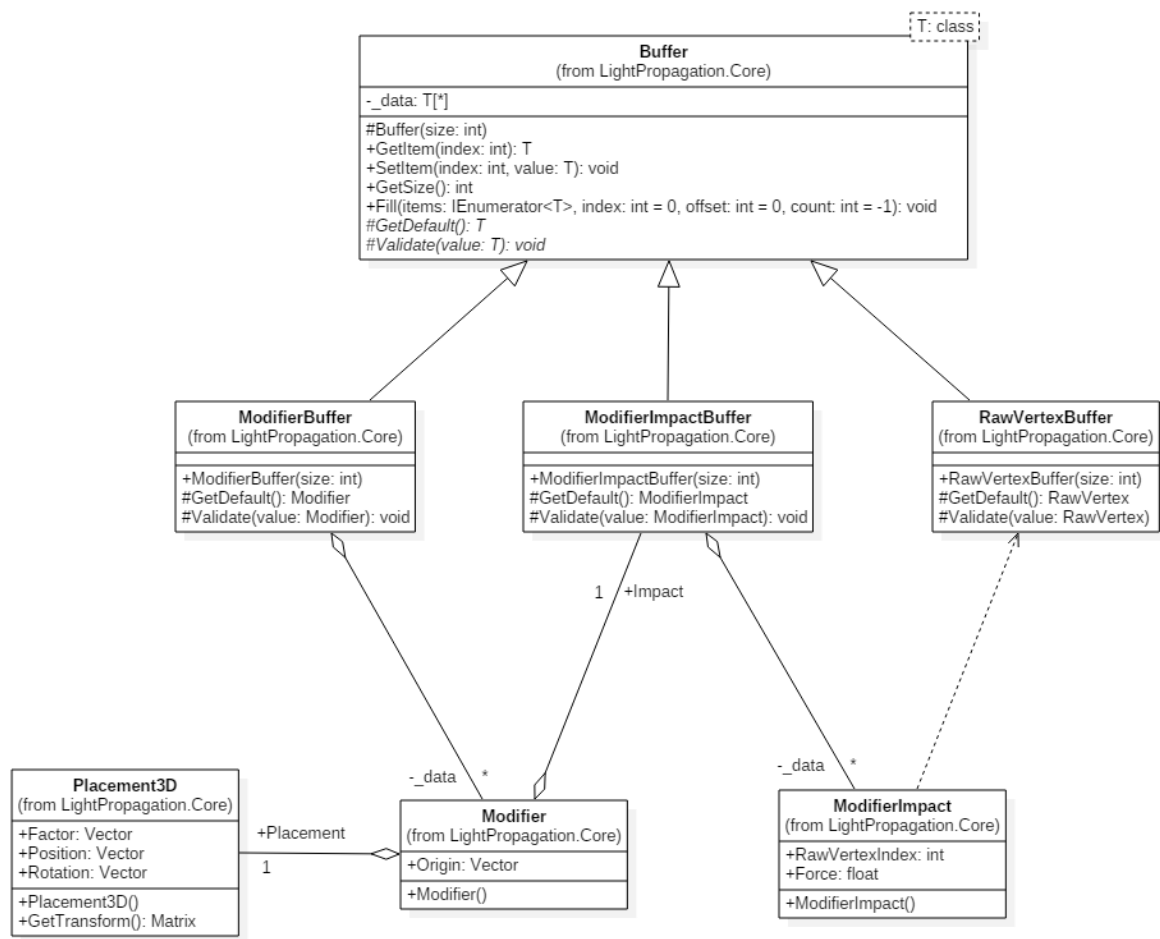 T: class
Buffer
(from LightPropagation.Core)
-_data: T[*]
#Buffer(size: int)
+GetItem(index: int): T
+SetItem(index: int, value: T): void
+GetSize(): int
+Fill(items: IEnumerator<T>, index: int = 0, offset: int = 0, count: int = -1): void
#GetDefault(): T
#Validate(value: T): void
ModifierBuffer
(from LightPropagation.Core)
+ModifierBuffer(size: int)
#GetDefault(): Modifier
#Validate(value: Modifier): void
ModifierImpactBuffer
(from LightPropagation.Core)
+ModifierImpactBuffer(size: int)
#GetDefault(): ModifierImpact
#Validate(value: ModifierImpact): void
RawVertexBuffer
(from LightPropagation.Core)
+RawVertexBuffer(size: int)
#GetDefault(): RawVertex
#Validate(value: RawVertex)
1 +Impact
-_data *
-_data *
Placement3D
(from LightPropagation.Core)
+Factor: Vector
+Position: Vector
+Rotation: Vector
+Placement3D()
+GetTransform(): Matrix
+Placement
1
Modifier
(from LightPropagation.Core)
+Origin: Vector
+Modifier()
ModifierImpact
(from LightPropagation.Core)
+RawVertexIndex: int
+Force: float
+ModifierImpact()